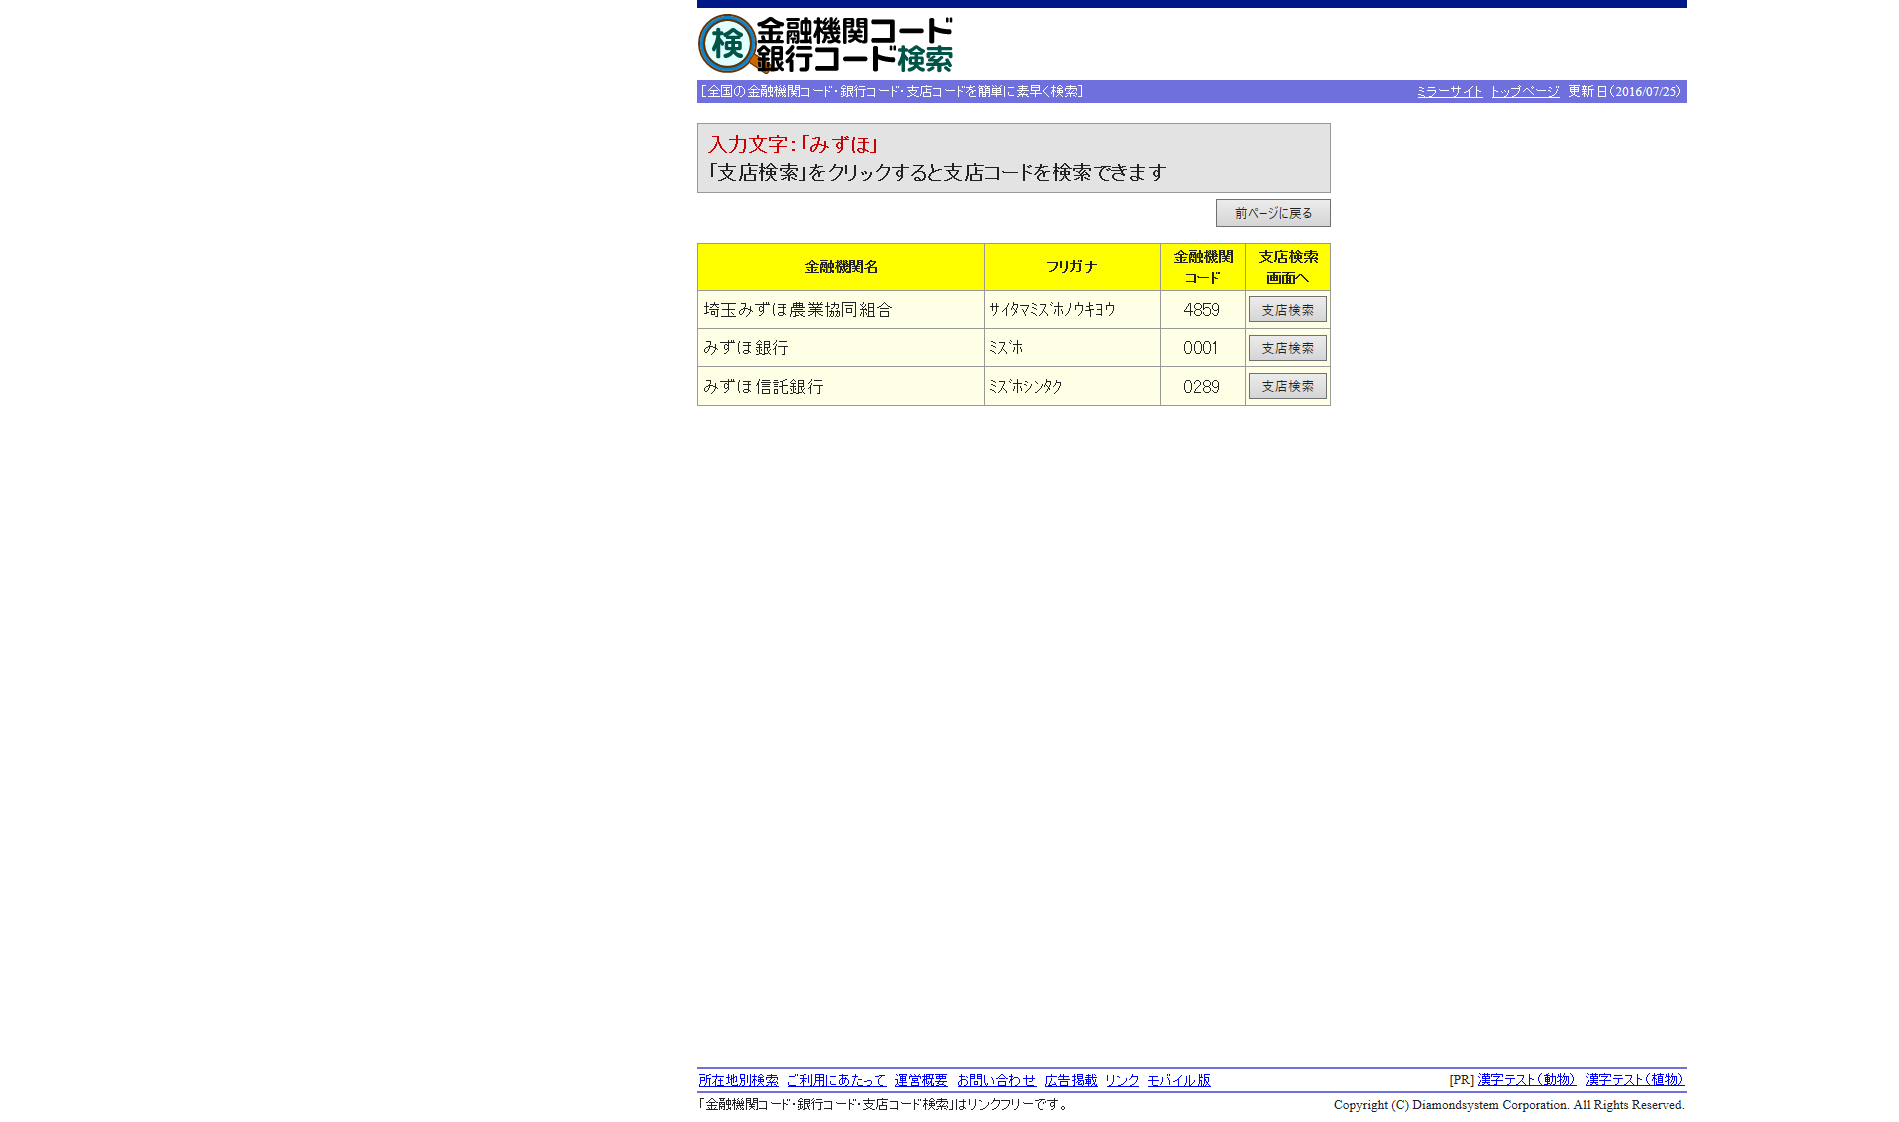 検 金融機関コード
銀行コード検索
[全国の金融機関コード・銀行コード・支店コードを簡単に素早く検索] ミラーサイト トップページ 更新日(2016/07/25)
入力文字:「みずほ」
「支店検索」をクリックすると支店コードを検索できます
前ページに戻る
金融機関名 フリガナ 金融機関コード 支店検索画面へ
埼玉みずほ農業協同組合 ｻｲﾀﾏﾐｽﾞﾎﾉｳｷﾖｳ 4859 支店検索
みずほ銀行 ﾐｽﾞﾎ 0001 支店検索
みずほ信託銀行 ﾐｽﾞﾎｼﾝﾀｸ 0289 支店検索
所在地別検索 ご利用にあたって 運営概要 お問い合わせ 広告掲載 リンク モバイル版 [PR] 漢字テスト(動物) 漢字テスト(植物)
「金融機関コード・銀行コード・支店コード検索」はリンクフリーです。 Copyright (C) Diamondsystem Corporation. All Rights Reserved.